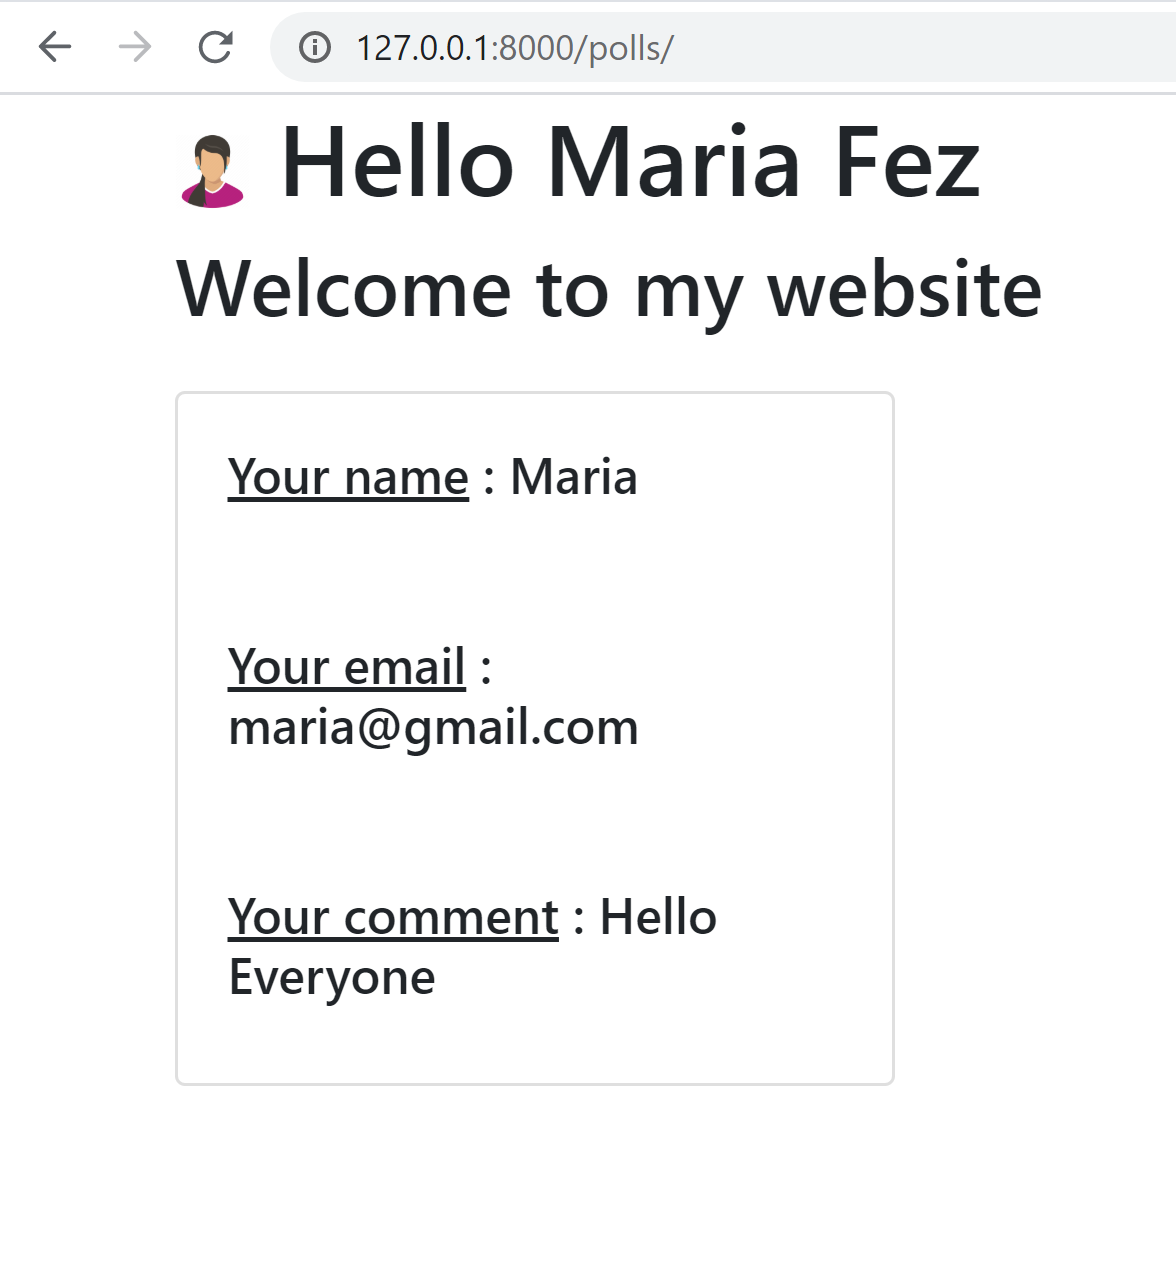 127.0.0.1:8000/polls/
Hello Maria Fez
Welcome to my website
Your name : Maria
Your email :
maria@gmail.com
Your comment : Hello
Everyone